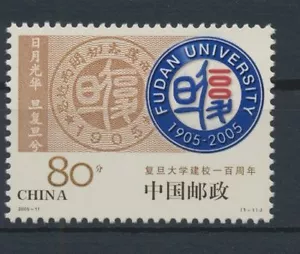 日月光华 旦复旦兮
1905
FUDAN UNIVERSITY
100
1905-2005
80分
CHINA
复旦大学建校一百周年
中国邮政